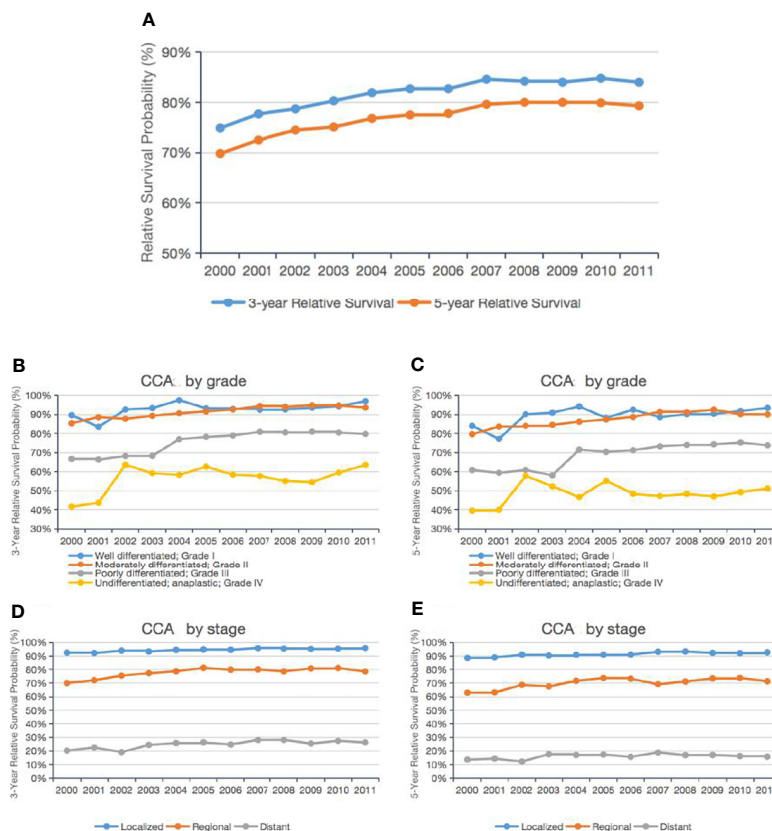 A
Relative Survival Probability (%)
90%
80%
70%
60%
50%
2000 2001 2002 2003 2004 2005 2006 2007 2008 2009 2010 2011
3-year Relative Survival 5-year Relative Survival
B
CCA by grade
3-Year Relative Survival Probability (%)
100%
90%
80%
70%
60%
50%
40%
30%
2000 2001 2002 2003 2004 2005 2006 2007 2008 2009 2010 2011
Well differentiated; Grade I
Moderately differentiated; Grade II
Poorly differentiated; Grade III
Undifferentiated; anaplastic; Grade IV
C
CCA by grade
5-Year Relative Survival Probability (%)
100%
90%
80%
70%
60%
50%
40%
30%
2000 2001 2002 2003 2004 2005 2006 2007 2008 2009 2010 201
Well differentiated; Grade I
Moderately differentiated; Grade II
Poorly differentiated; Grade III
Undifferentiated; anaplastic; Grade IV
D
CCA by stage
3-Year Relative Survival Probability (%)
100%
90%
80%
70%
60%
50%
40%
30%
20%
10%
0%
2000 2001 2002 2003 2004 2005 2006 2007 2008 2009 2010 2011
Localized Regional Distant
E
CCA by stage
5-Year Relative Survival Probability (%)
100%
90%
80%
70%
60%
50%
40%
30%
20%
10%
0%
2000 2001 2002 2003 2004 2005 2006 2007 2008 2009 2010 201
Localized Regional Distant